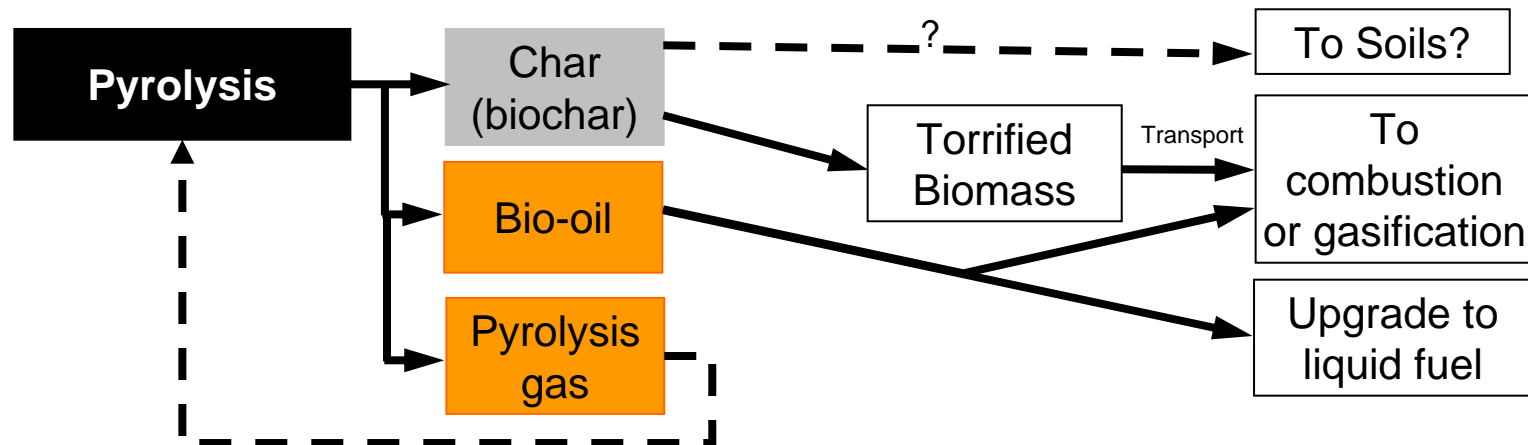 Pyrolysis
Char
(biochar)
?
To Soils?
Torrified
Biomass
Transport
To
combustion
or gasification
Bio-oil
Upgrade to
liquid fuel
Pyrolysis
gas